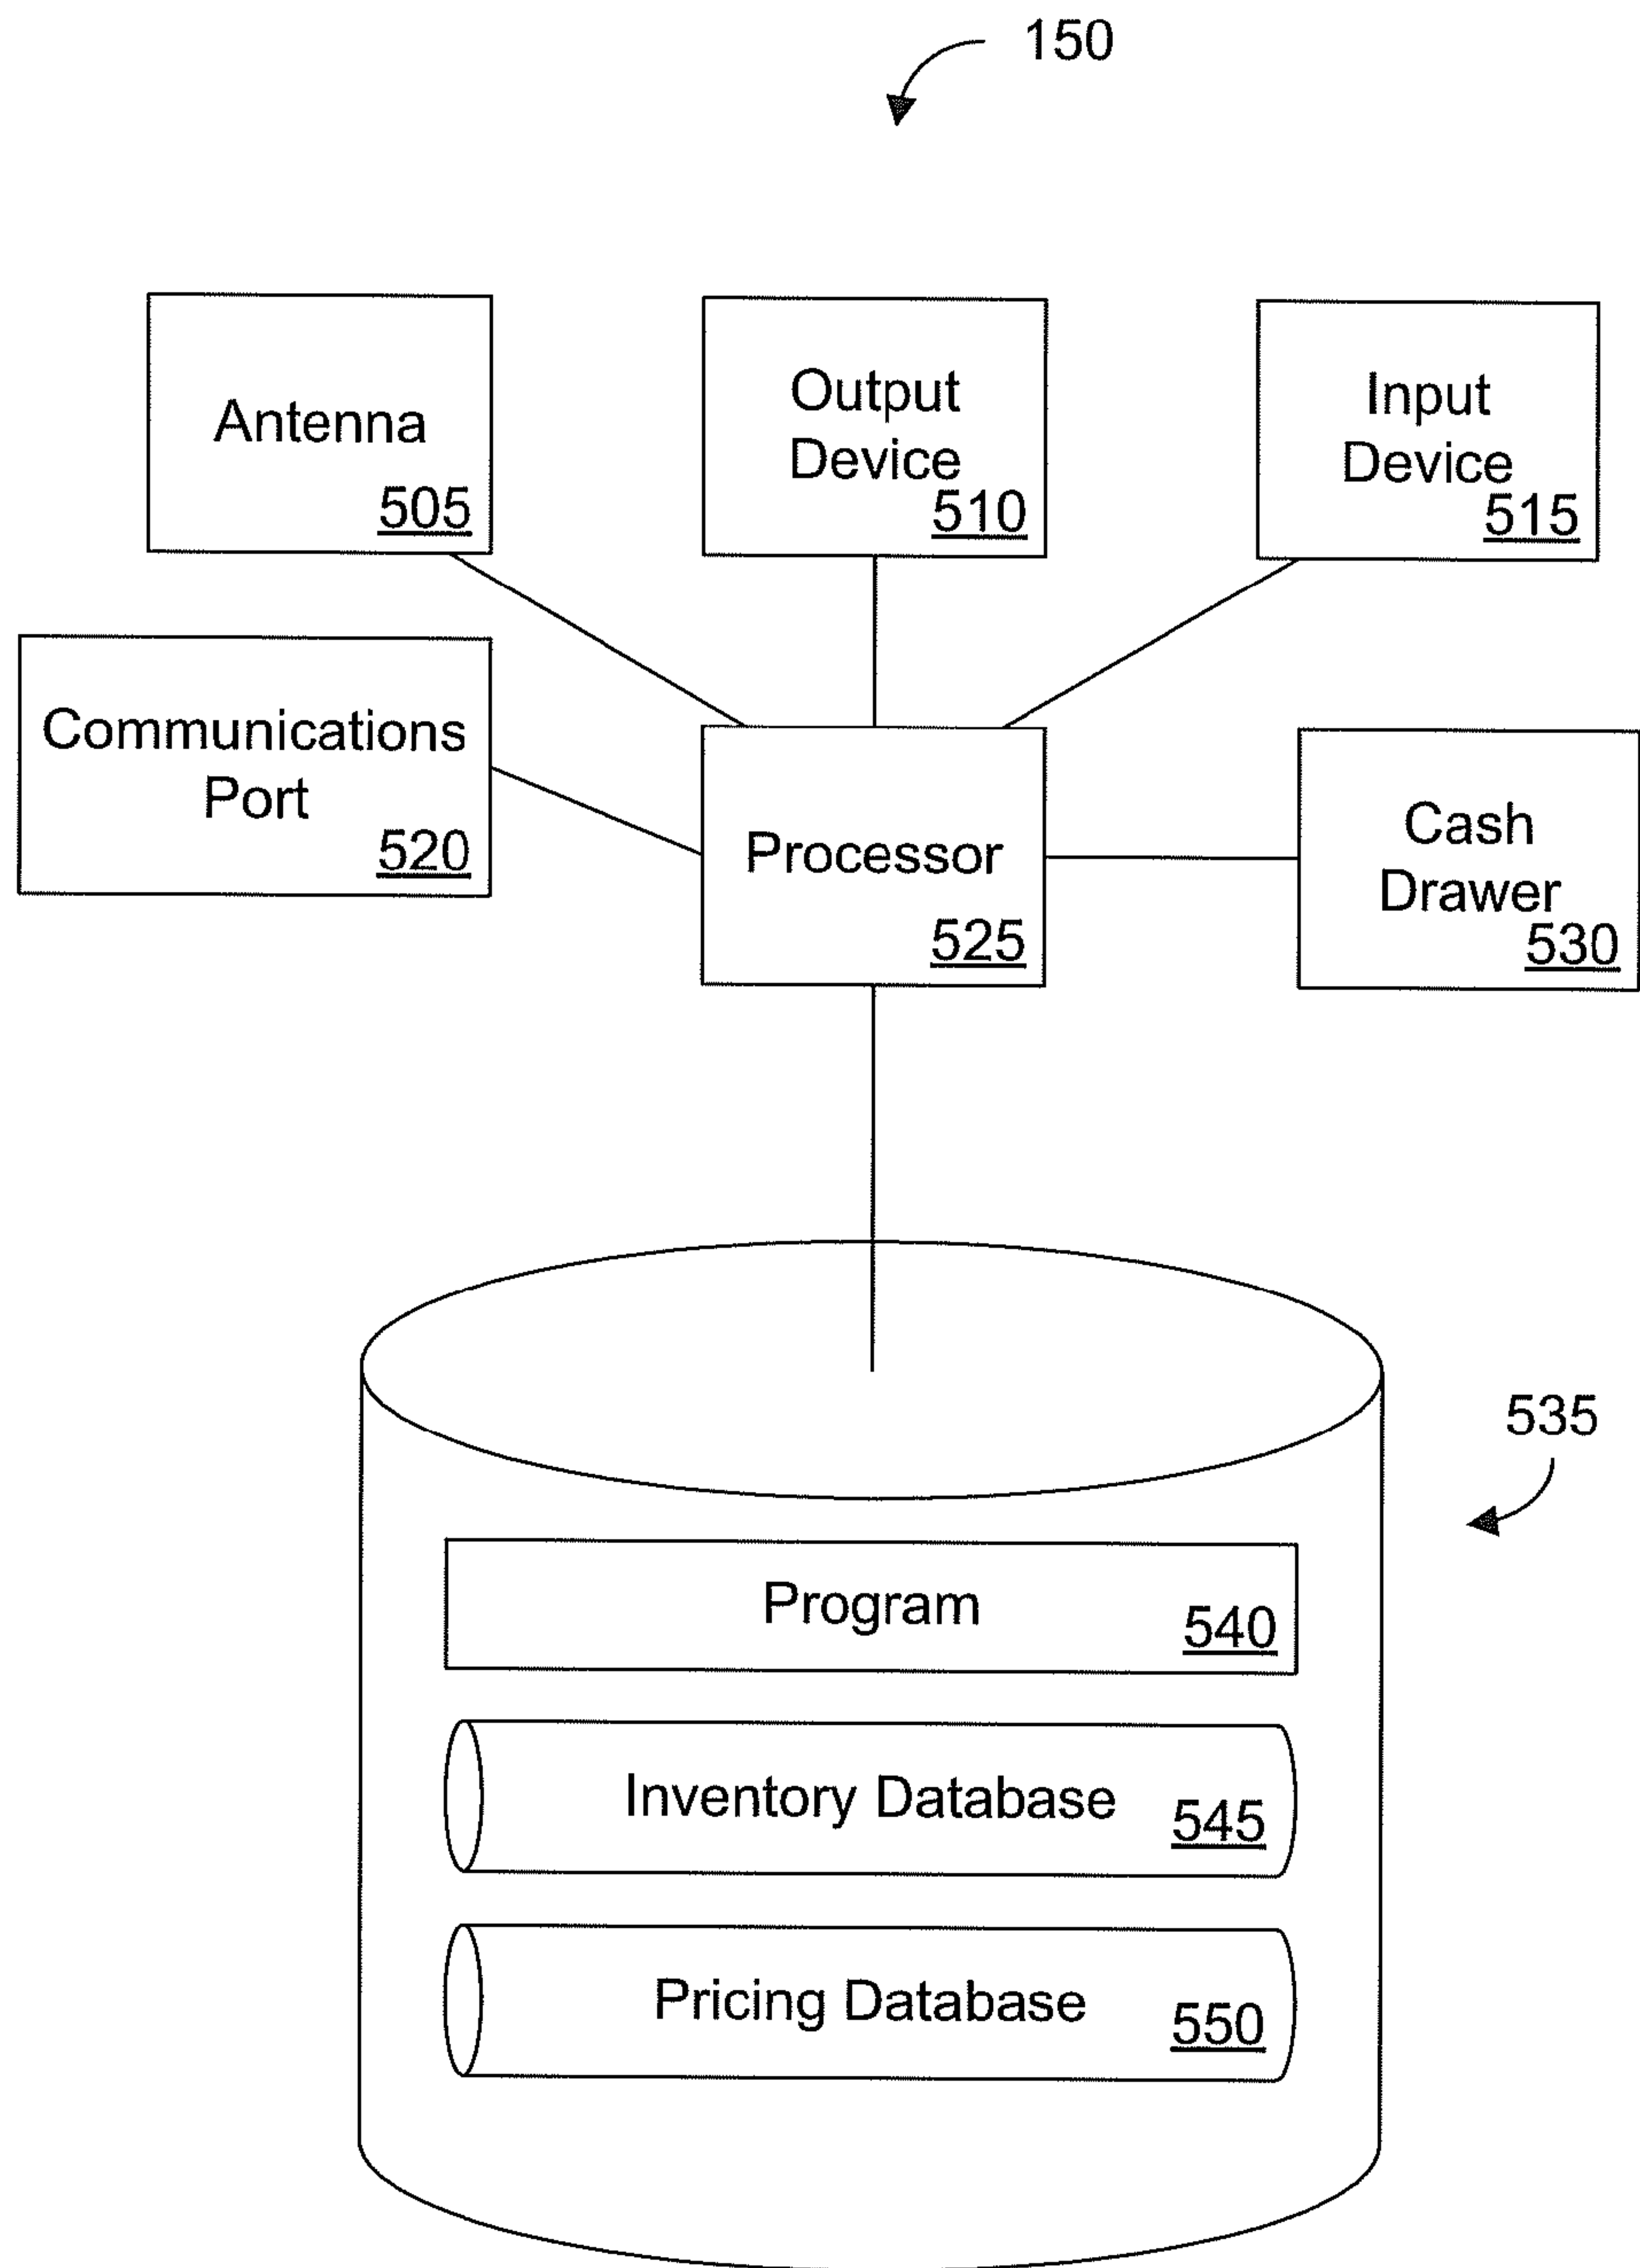 150
Antenna
505
Output
Device
510
Input
Device
515
Communications
Port
520
Processor
525
Cash
Drawer
530
535
Program
540
Inventory Database
545
Pricing Database
550